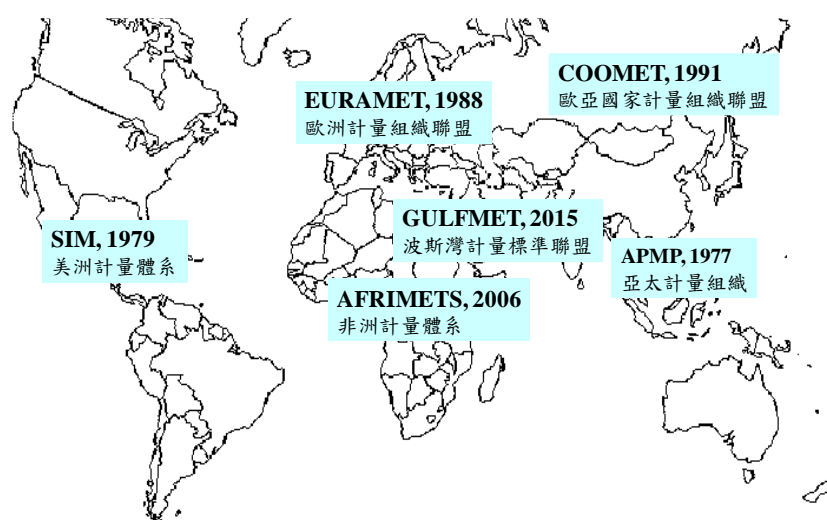 COOMET, 1991
歐亞國家計量組織聯盟
EURAMET, 1988
歐洲計量組織聯盟
GULFMET, 2015
波斯灣計量標準聯盟
SIM, 1979
美洲計量體系
APMP, 1977
亞太計量組織
AFRIMETS, 2006
非洲計量體系